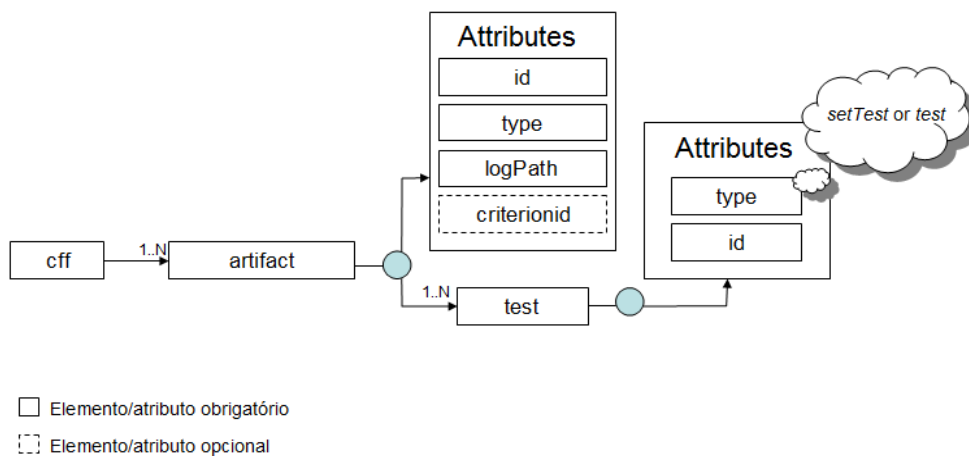 Attributes
id
type
logPath
criterionid
setTest or test
Attributes
type
id
cff
1..N
artifact
1..N
test
Elemento/atributo obrigatório
Elemento/atributo opcional